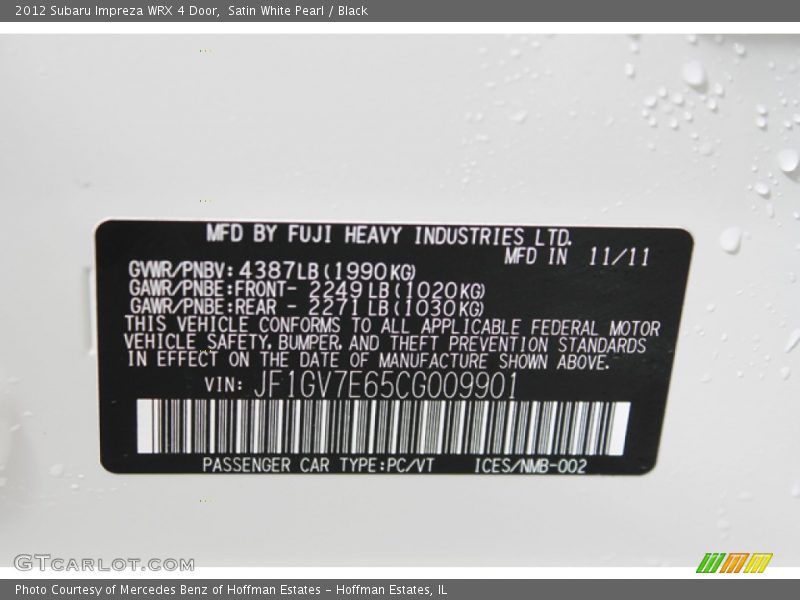 2012 Subaru Impreza WRX 4 Door, Satin White Pearl / Black
MFD BY FUJI HEAVY INDUSTRIES LTD.
MFD IN 11/11
GVWR/PNBV: 4387LB(1990KG)
GAWR/PNBE:FRONT- 2249LB(1020KG)
GAWR/PNBE:REAR - 2271LB(1030KG)
THIS VEHICLE CONFORMS TO ALL APPLICABLE FEDERAL MOTOR
VEHICLE SAFETY, BUMPER, AND THEFT PREVENTION STANDARDS
IN EFFECT ON THE DATE OF MANUFACTURE SHOWN ABOVE.
VIN: JF1GV7E65CG009901
PASSENGER CAR TYPE:PC/VT ICES/NMB-002
GTCARLOT.COM
Photo Courtesy of Mercedes Benz of Hoffman Estates - Hoffman Estates, IL